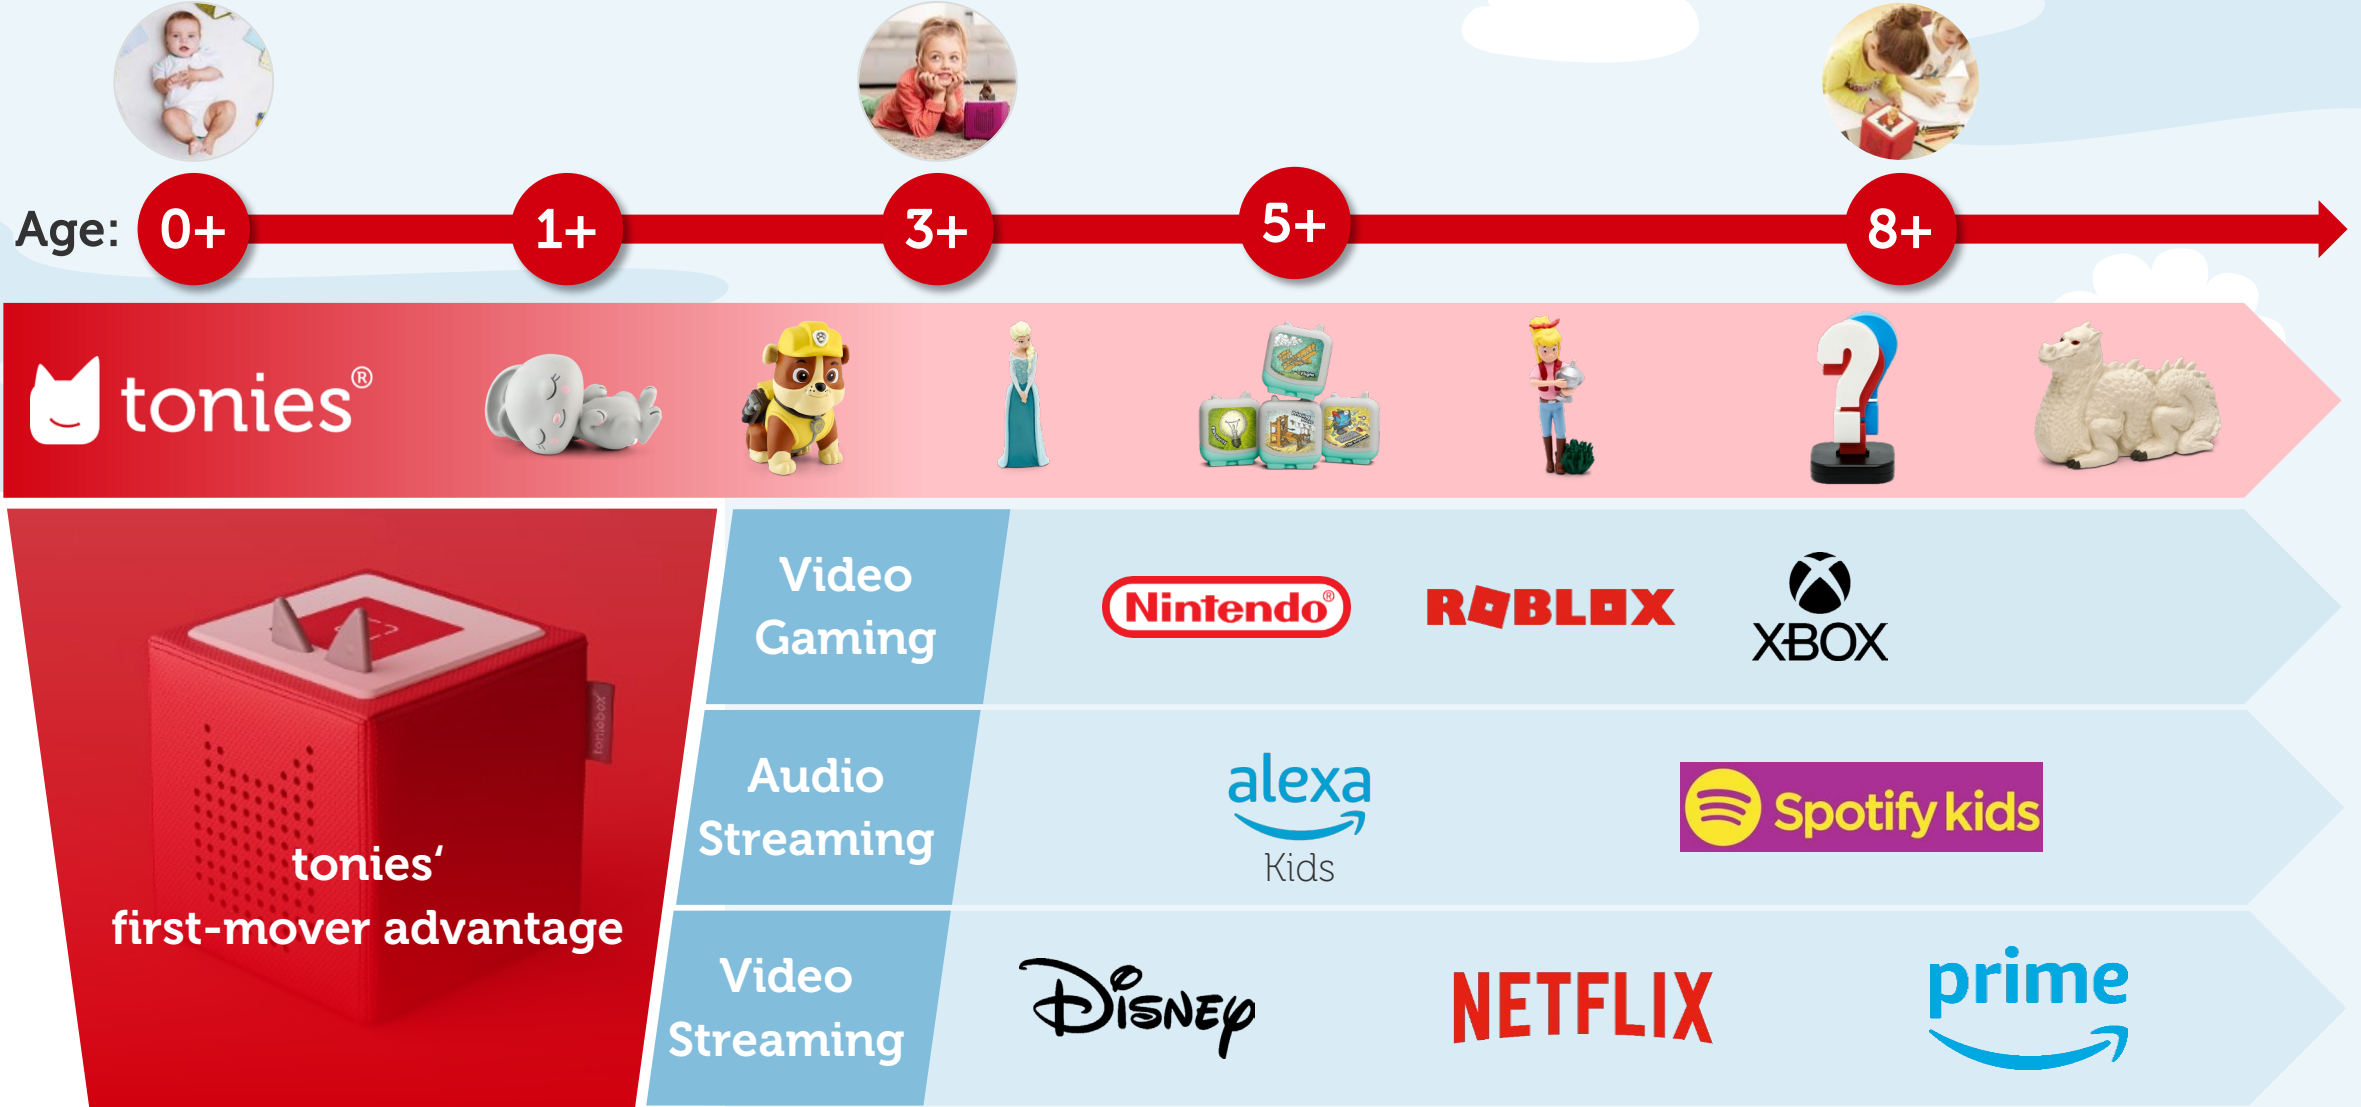 Age: 0+ 1+ 3+ 5+ 8+
tonies®
Video
Gaming
Nintendo®
ROBLOX
XBOX
toniebox
Audio
Streaming
alexa
Kids
Spotify kids
tonies‘
first-mover advantage
Video
Streaming
Disney
NETFLIX
prime